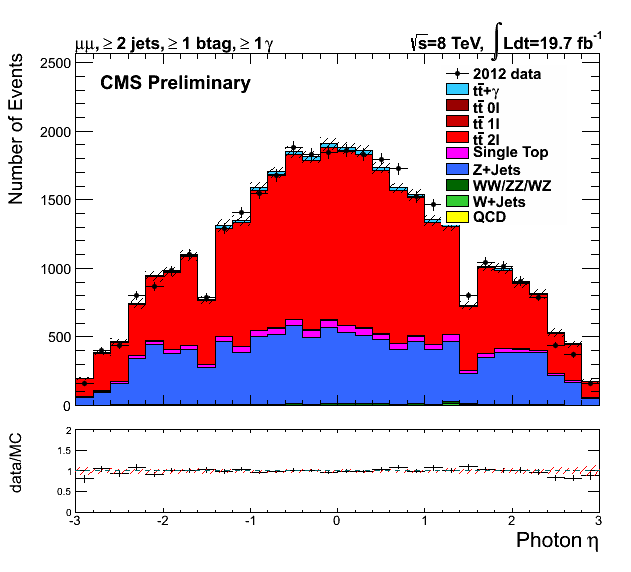 μμ, ≥ 2 jets, ≥ 1 btag, ≥ 1 γ
√s=8 TeV, ∫Ldt=19.7 fb⁻¹
CMS Preliminary
2012 data
tt̄+γ
tt̄ 0l
tt̄ 1l
tt̄ 2l
Single Top
Z+Jets
WW/ZZ/WZ
W+Jets
QCD
Number of Events
2500
2000
1500
1000
500
0
data/MC
2
1.5
1
0.5
0
-3 -2 -1 0 1 2 3
Photon η